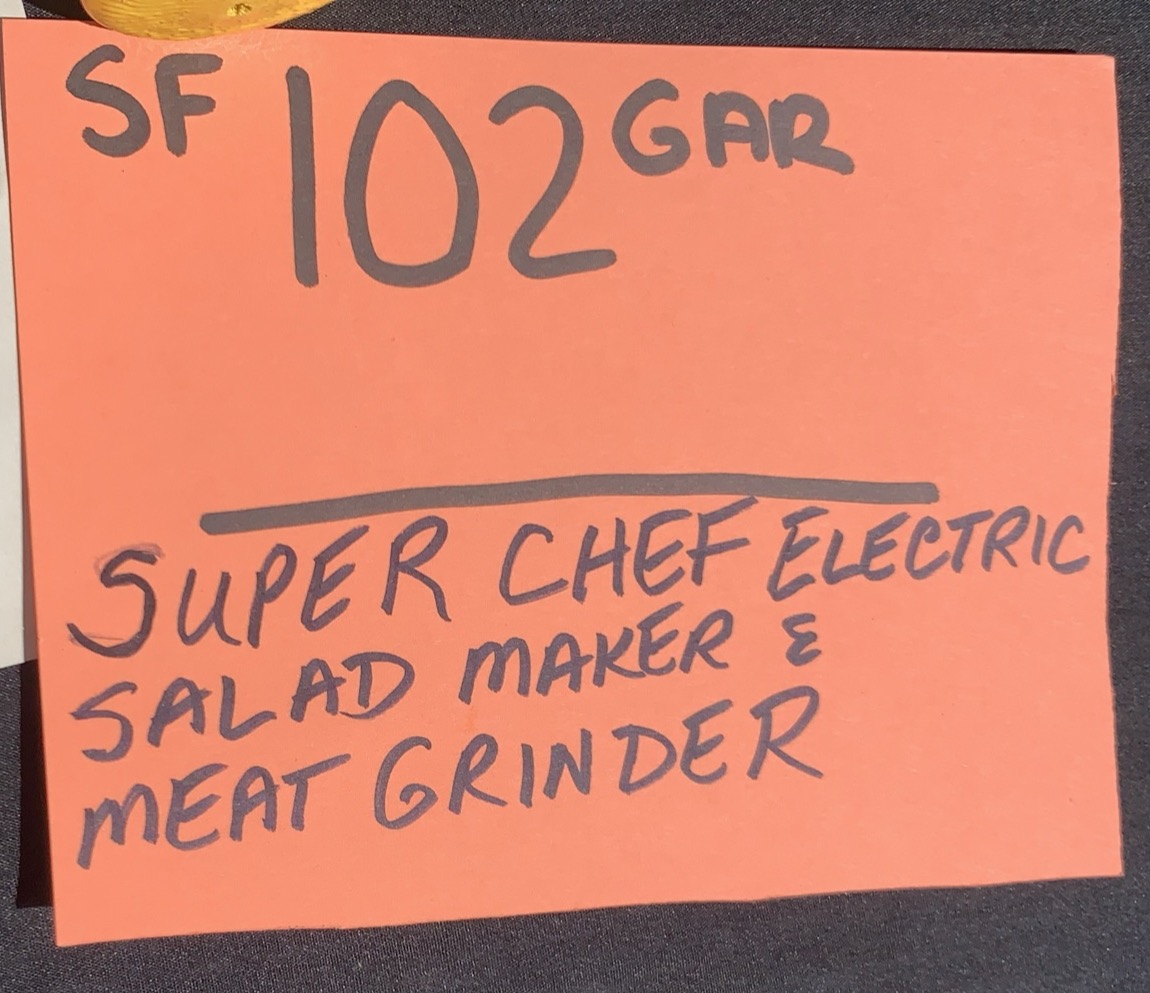 SF 102 GAR
SUPER CHEF ELECTRIC
SALAD MAKER &
MEAT GRINDER